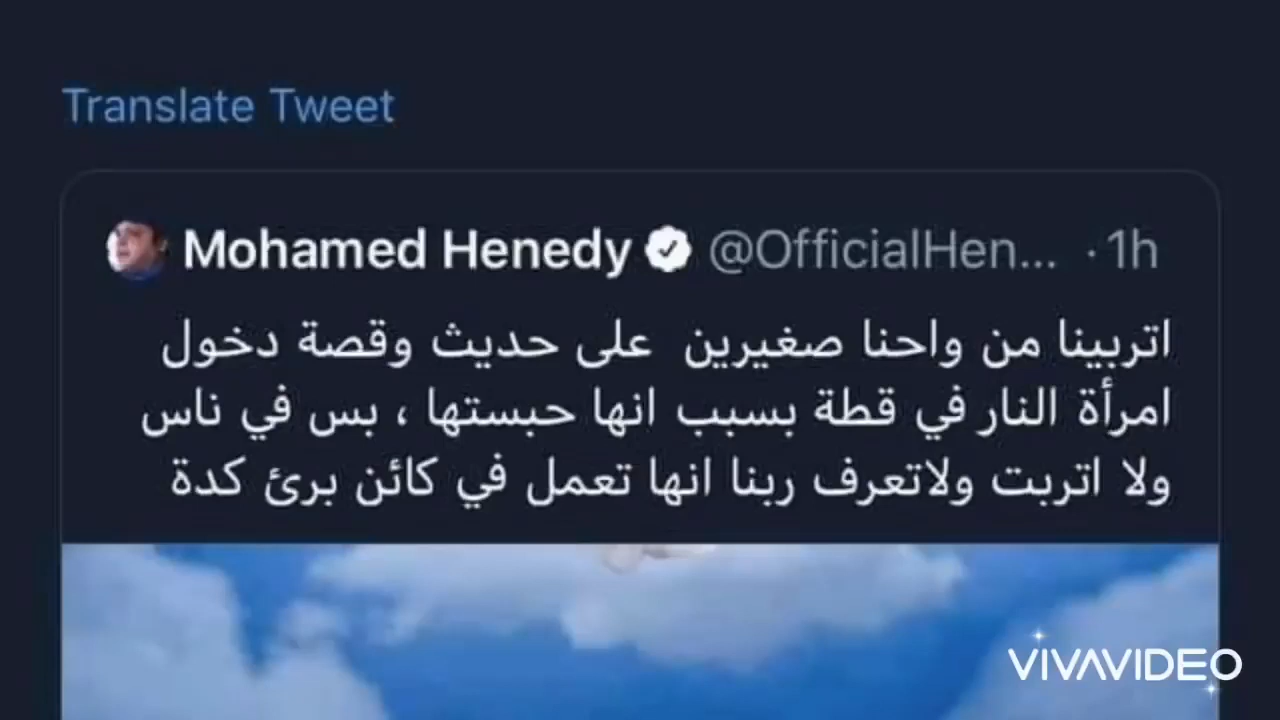 Translate Tweet
Mohamed Henedy @OfficialHen... · 1h
اتربينا من واحنا صغيرين على حديث وقصة دخول
امرأة النار في قطة بسبب انها حبستها ، بس في ناس
ولا اتربت ولاتعرف ربنا انها تعمل في كائن برئ كدة
VIVAVIDEO